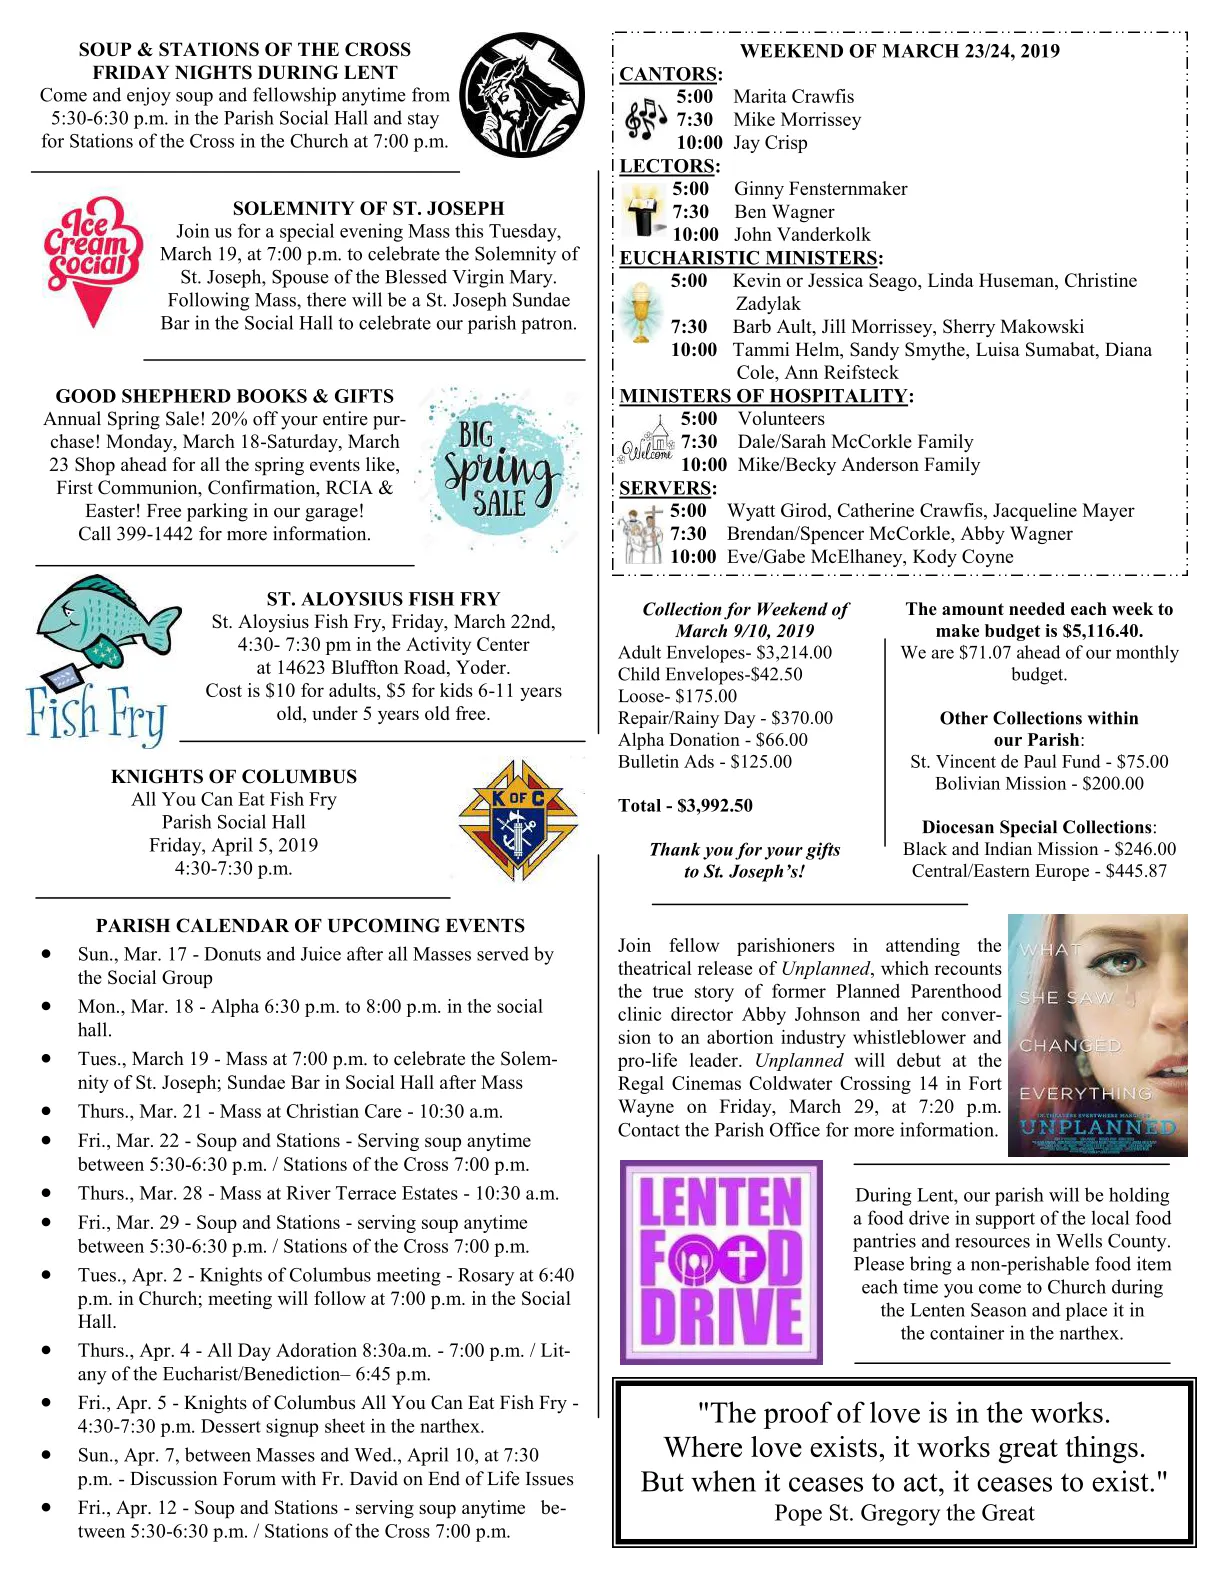 SOUP & STATIONS OF THE CROSS
FRIDAY NIGHTS DURING LENT
Come and enjoy soup and fellowship anytime from
5:30-6:30 p.m. in the Parish Social Hall and stay
for Stations of the Cross in the Church at 7:00 p.m.
Ice
Cream
Social
SOLEMNITY OF ST. JOSEPH
Join us for a special evening Mass this Tuesday,
March 19, at 7:00 p.m. to celebrate the Solemnity of
St. Joseph, Spouse of the Blessed Virgin Mary.
Following Mass, there will be a St. Joseph Sundae
Bar in the Social Hall to celebrate our parish patron.
GOOD SHEPHERD BOOKS & GIFTS
Annual Spring Sale! 20% off your entire pur-
chase! Monday, March 18-Saturday, March
23 Shop ahead for all the spring events like,
First Communion, Confirmation, RCIA &
Easter! Free parking in our garage!
Call 399-1442 for more information.
BIG
Spring
SALE
ST. ALOYSIUS FISH FRY
St. Aloysius Fish Fry, Friday, March 22nd,
4:30- 7:30 pm in the Activity Center
at 14623 Bluffton Road, Yoder.
Cost is $10 for adults, $5 for kids 6-11 years
old, under 5 years old free.
Fish Fry
KNIGHTS OF COLUMBUS
All You Can Eat Fish Fry
Parish Social Hall
Friday, April 5, 2019
4:30-7:30 p.m.
K OF C
PARISH CALENDAR OF UPCOMING EVENTS
• Sun., Mar. 17 - Donuts and Juice after all Masses served by
the Social Group
• Mon., Mar. 18 - Alpha 6:30 p.m. to 8:00 p.m. in the social
hall.
• Tues., March 19 - Mass at 7:00 p.m. to celebrate the Solem-
nity of St. Joseph; Sundae Bar in Social Hall after Mass
• Thurs., Mar. 21 - Mass at Christian Care - 10:30 a.m.
• Fri., Mar. 22 - Soup and Stations - Serving soup anytime
between 5:30-6:30 p.m. / Stations of the Cross 7:00 p.m.
• Thurs., Mar. 28 - Mass at River Terrace Estates - 10:30 a.m.
• Fri., Mar. 29 - Soup and Stations - serving soup anytime
between 5:30-6:30 p.m. / Stations of the Cross 7:00 p.m.
• Tues., Apr. 2 - Knights of Columbus meeting - Rosary at 6:40
p.m. in Church; meeting will follow at 7:00 p.m. in the Social
Hall.
• Thurs., Apr. 4 - All Day Adoration 8:30a.m. - 7:00 p.m. / Lit-
any of the Eucharist/Benediction– 6:45 p.m.
• Fri., Apr. 5 - Knights of Columbus All You Can Eat Fish Fry -
4:30-7:30 p.m. Dessert signup sheet in the narthex.
• Sun., Apr. 7, between Masses and Wed., April 10, at 7:30
p.m. - Discussion Forum with Fr. David on End of Life Issues
• Fri., Apr. 12 - Soup and Stations - serving soup anytime be-
tween 5:30-6:30 p.m. / Stations of the Cross 7:00 p.m.
WEEKEND OF MARCH 23/24, 2019
CANTORS:
5:00 Marita Crawfis
7:30 Mike Morrissey
10:00 Jay Crisp
LECTORS:
5:00 Ginny Fensternmaker
7:30 Ben Wagner
10:00 John Vanderkolk
EUCHARISTIC MINISTERS:
5:00 Kevin or Jessica Seago, Linda Huseman, Christine
Zadylak
7:30 Barb Ault, Jill Morrissey, Sherry Makowski
10:00 Tammi Helm, Sandy Smythe, Luisa Sumabat, Diana
Cole, Ann Reifsteck
MINISTERS OF HOSPITALITY:
Welcome
5:00 Volunteers
7:30 Dale/Sarah McCorkle Family
10:00 Mike/Becky Anderson Family
SERVERS:
5:00 Wyatt Girod, Catherine Crawfis, Jacqueline Mayer
7:30 Brendan/Spencer McCorkle, Abby Wagner
10:00 Eve/Gabe McElhaney, Kody Coyne
Collection for Weekend of
March 9/10, 2019
Adult Envelopes- $3,214.00
Child Envelopes-$42.50
Loose- $175.00
Repair/Rainy Day - $370.00
Alpha Donation - $66.00
Bulletin Ads - $125.00
Total - $3,992.50
Thank you for your gifts
to St. Joseph's!
The amount needed each week to
make budget is $5,116.40.
We are $71.07 ahead of our monthly
budget.
Other Collections within
our Parish:
St. Vincent de Paul Fund - $75.00
Bolivian Mission - $200.00
Diocesan Special Collections:
Black and Indian Mission - $246.00
Central/Eastern Europe - $445.87
Join fellow parishioners in attending the
theatrical release of Unplanned, which recounts
the true story of former Planned Parenthood
clinic director Abby Johnson and her conver-
sion to an abortion industry whistleblower and
pro-life leader. Unplanned will debut at the
Regal Cinemas Coldwater Crossing 14 in Fort
Wayne on Friday, March 29, at 7:20 p.m.
Contact the Parish Office for more information.
WHAT
SHE SAW
CHANGED
EVERYTHING
IN THEATERS EVERYWHERE MARCH
UNPLANNED
LENTEN
FOOD
DRIVE
During Lent, our parish will be holding
a food drive in support of the local food
pantries and resources in Wells County.
Please bring a non-perishable food item
each time you come to Church during
the Lenten Season and place it in
the container in the narthex.
"The proof of love is in the works.
Where love exists, it works great things.
But when it ceases to act, it ceases to exist."
Pope St. Gregory the Great